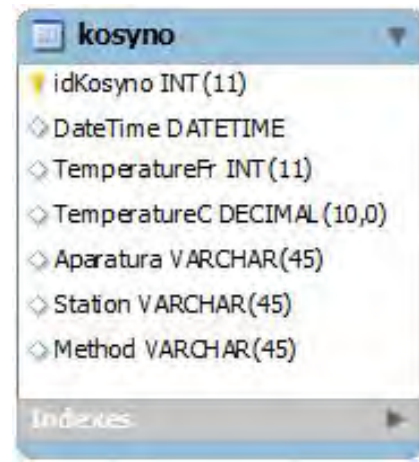 kosyno
idKosyno INT(11)
DateTime DATETIME
TemperatureFr INT(11)
TemperatureC DECIMAL(10,0)
Aparatura VARCHAR(45)
Station VARCHAR(45)
Method VARCHAR(45)
Indexes